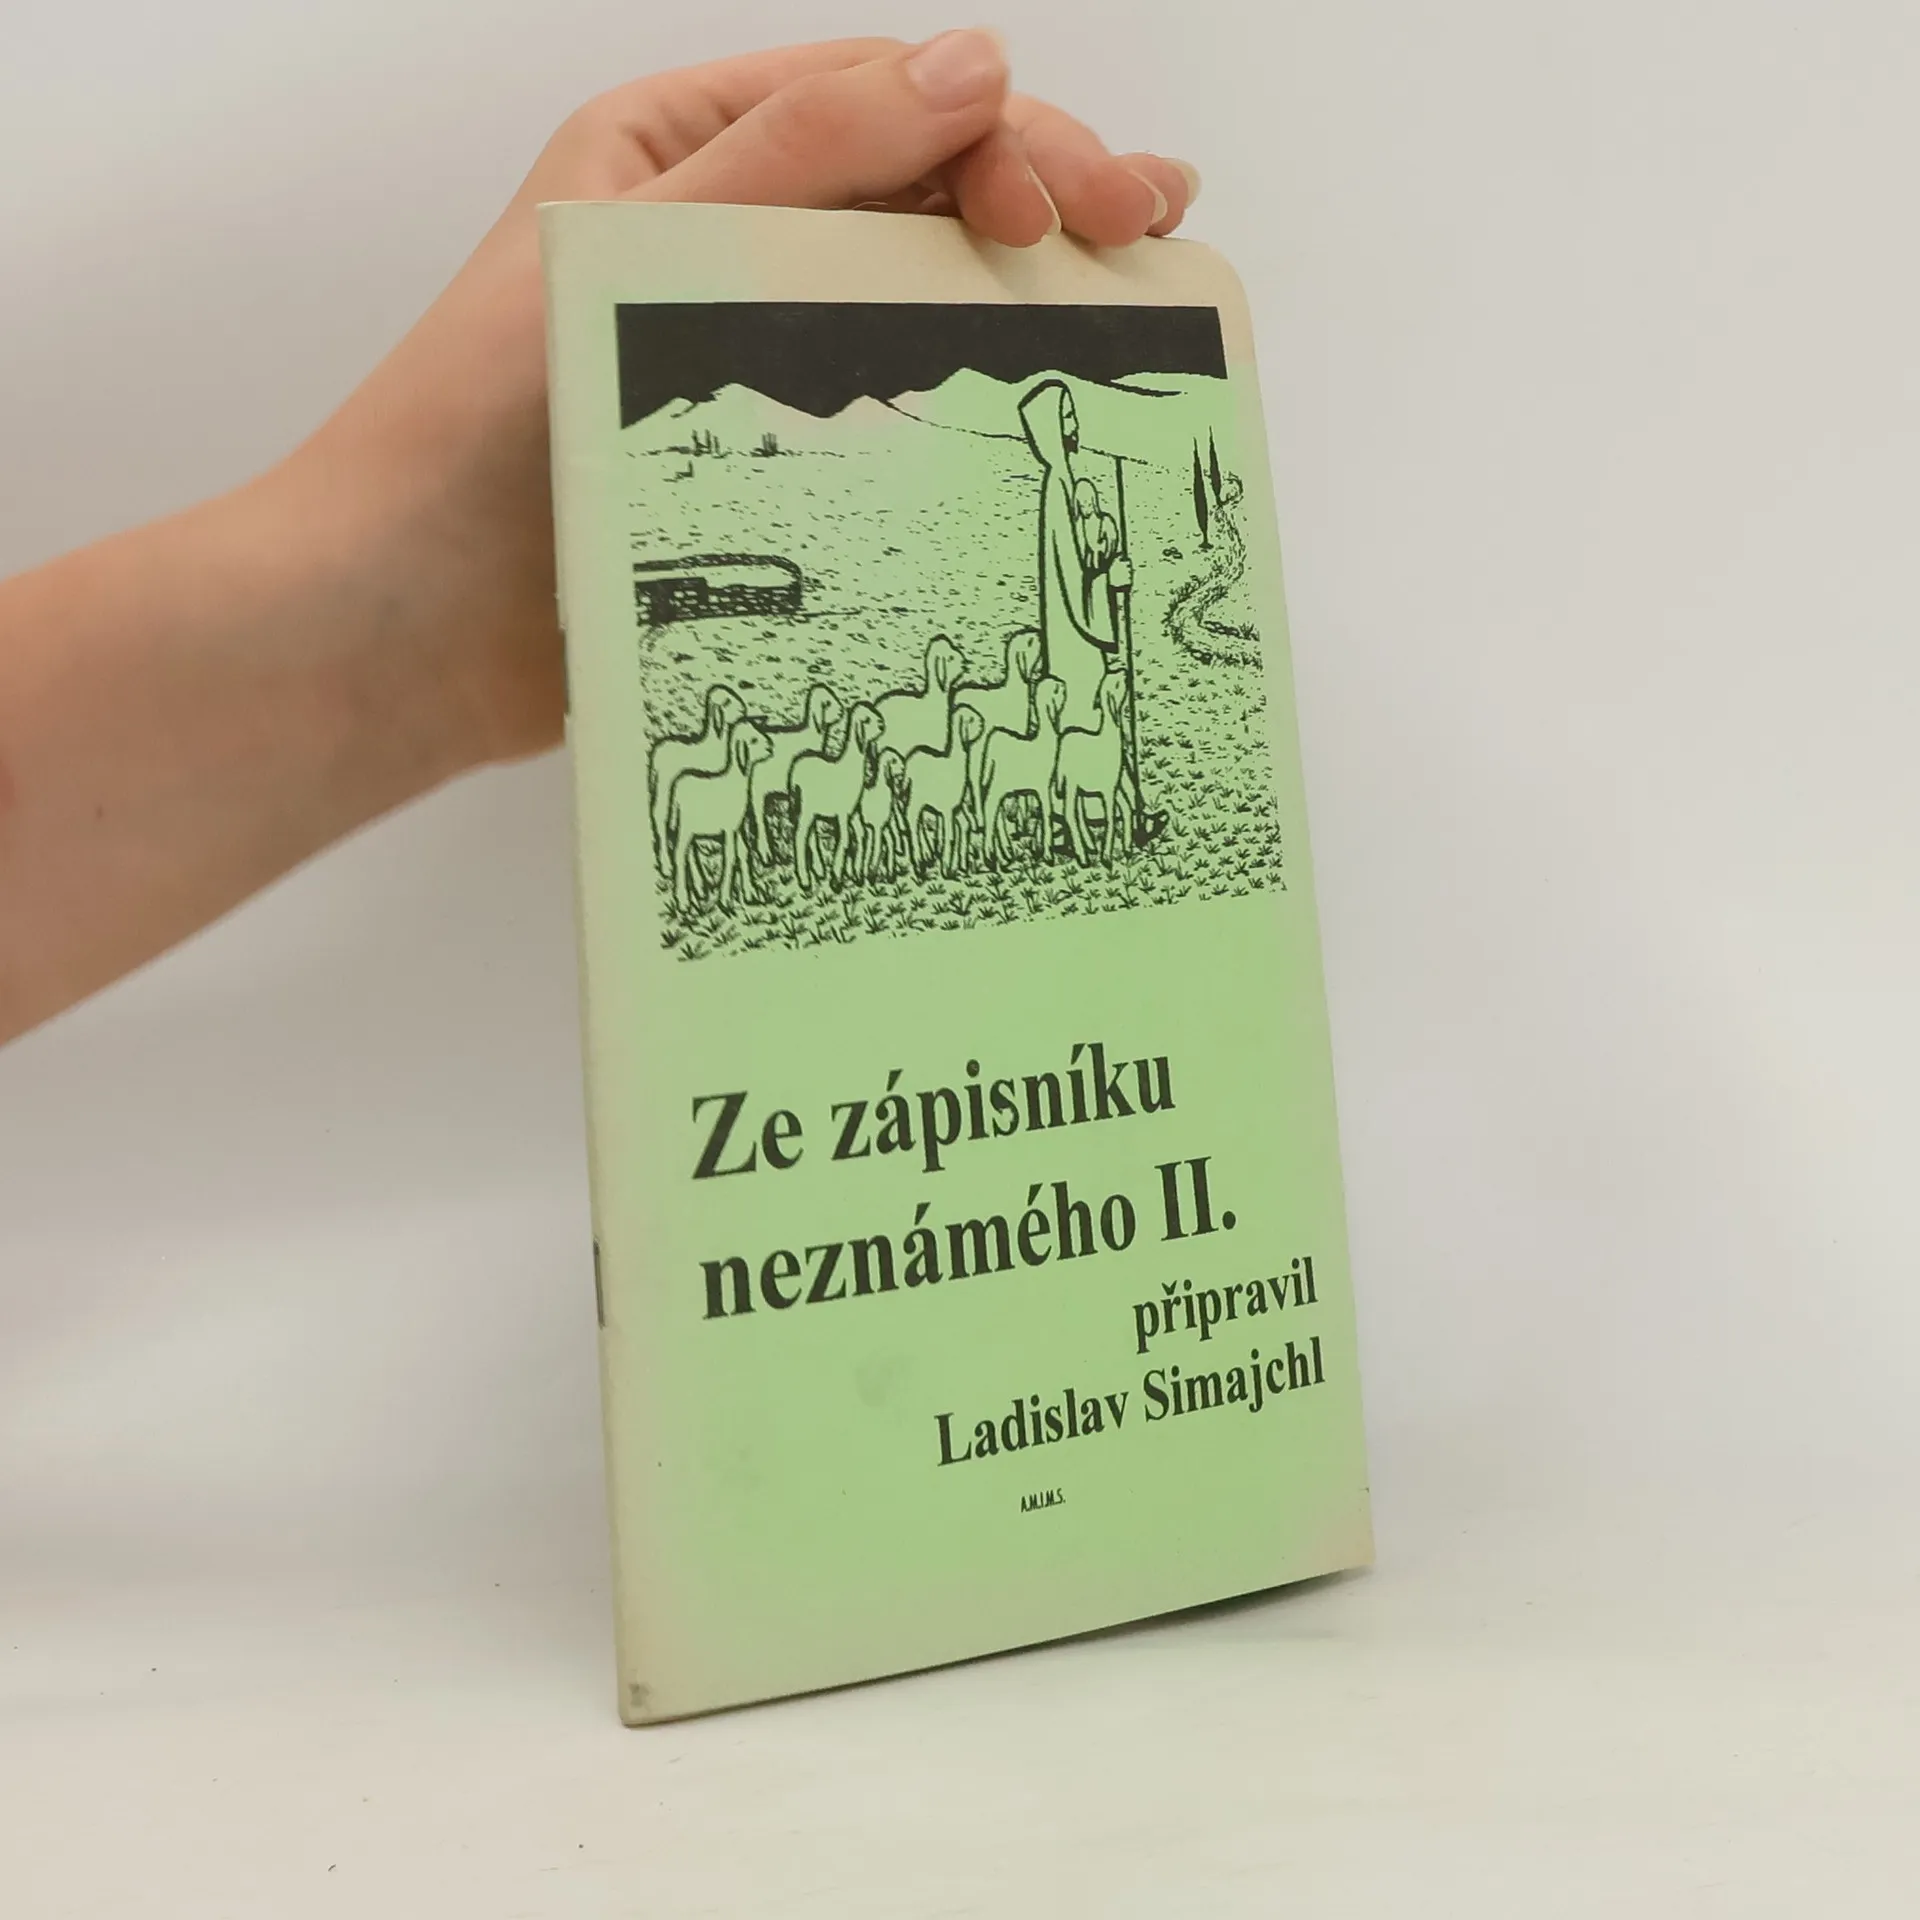 Ze zápisníku
neznámého II.
připravil
Ladislav Simajchl
A.M.I.M.S.